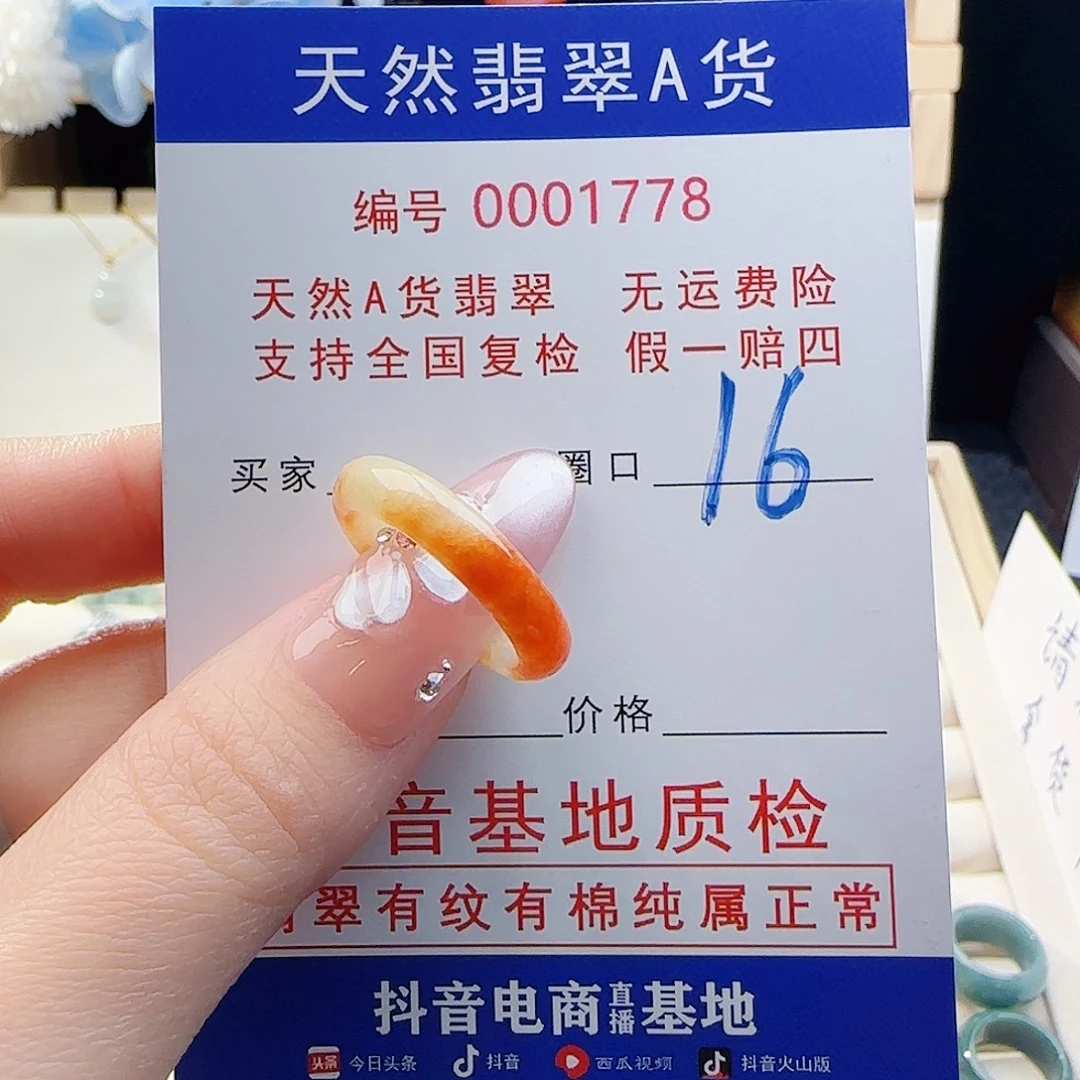 天然翡翠A货
编号 0001778
天然A货翡翠 无运费险
支持全国复检 假一赔四
买家 圈口 16
价格
音基地质检
翠有纹有棉纯属正常
抖音电商直播基地
头条 今日头条 抖音 西瓜视频 抖音火山版